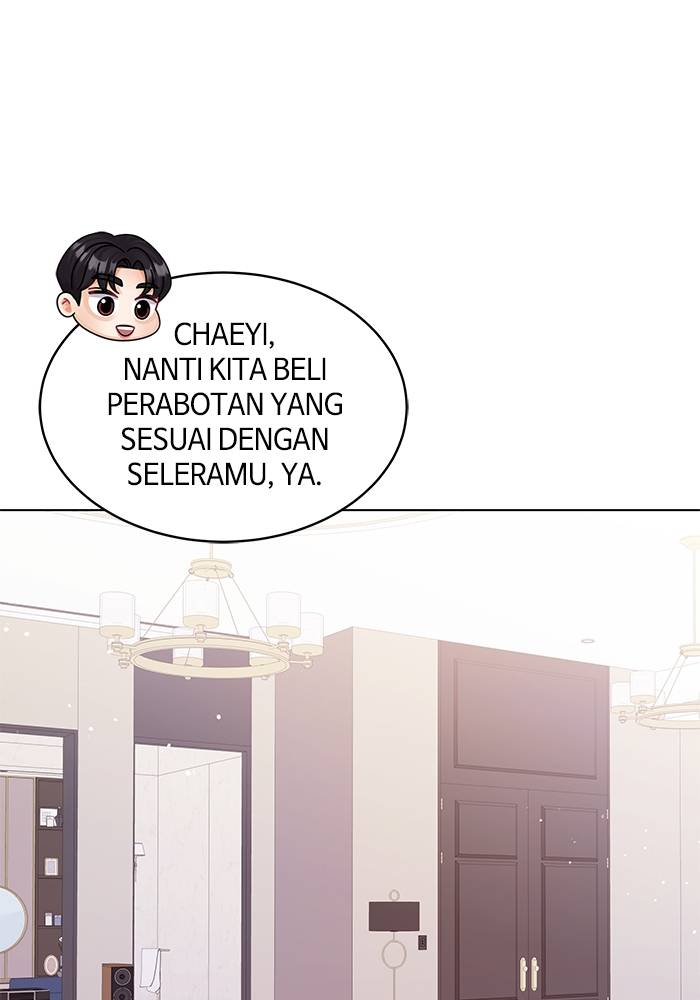 CHAEYI,
NANTI KITA BELI
PERABOTAN YANG
SESUAI DENGAN
SELERAMU, YA.